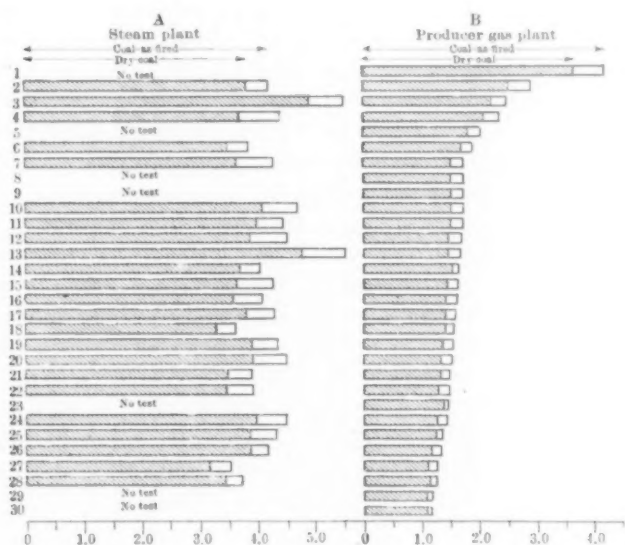 A B
Steam plant Producer gas plant
Coal as fired Coal as fired
Dry coal Dry coal
1 No test
2
3
4
5 No test
6
7
8 No test
9 No test
10
11
12
13
14
15
16
17
18
19
20
21
22
23 No test
24
25
26
27
28
29 No test
30 No test
0 1.0 2.0 3.0 4.0 5.0 0 1.0 2.0 3.0 4.0 5.0